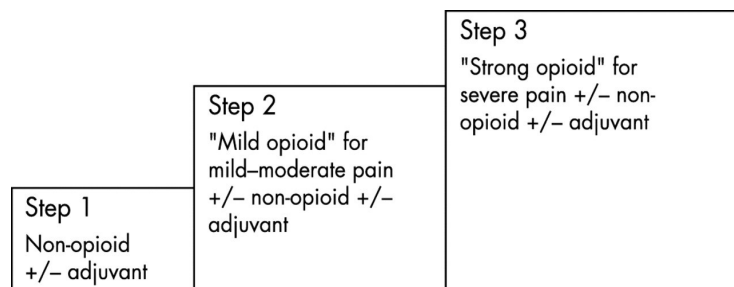 Step 1
Non-opioid
+/– adjuvant
Step 2
"Mild opioid" for
mild–moderate pain
+/– non-opioid +/–
adjuvant
Step 3
"Strong opioid" for
severe pain +/– non-
opioid +/– adjuvant